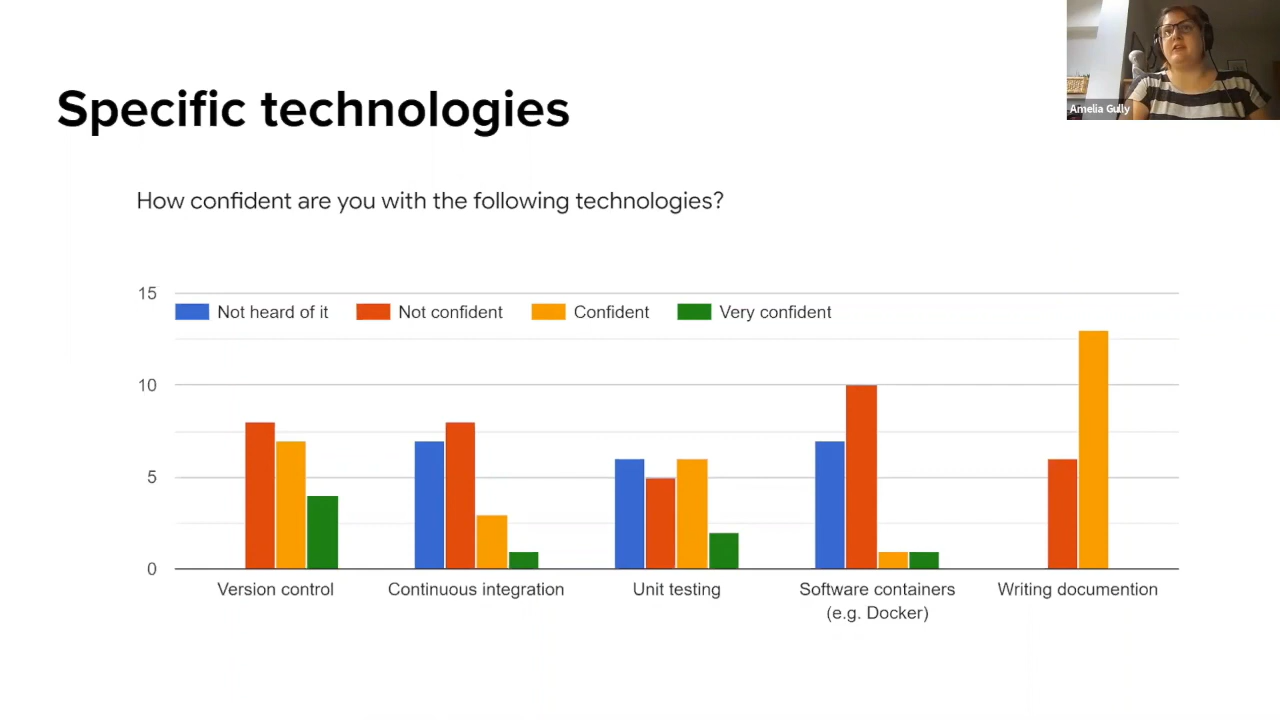 Specific technologies
Amelia Gully
How confident are you with the following technologies?
15
Not heard of it Not confident Confident Very confident
10
5
0
Version control Continuous integration Unit testing Software containers Writing documention
(e.g. Docker)